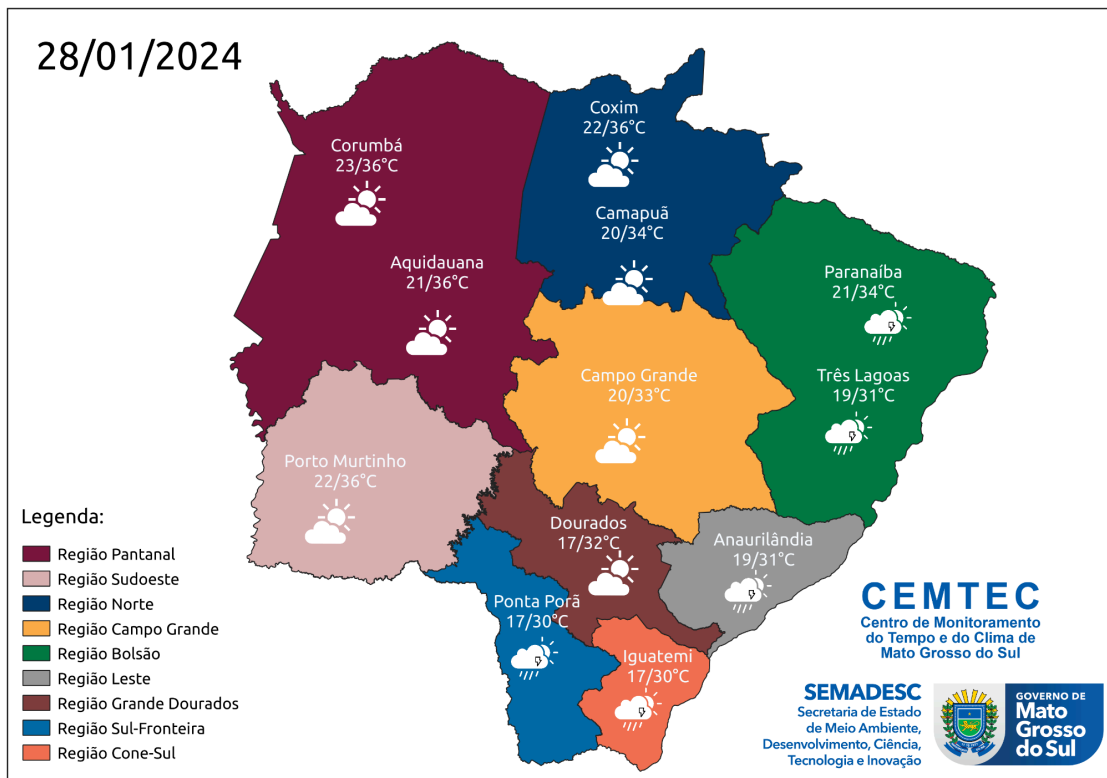 28/01/2024
Coxim
22/36°C
Corumbá
23/36°C
Camapuã
20/34°C
Aquidauana
21/36°C
Paranaíba
21/34°C
Campo Grande
20/33°C
Três Lagoas
19/31°C
Porto Murtinho
22/36°C
Dourados
17/32°C
Anaurilândia
19/31°C
Ponta Porã
17/30°C
Iguatemi
17/30°C
Legenda:
Região Pantanal
Região Sudoeste
Região Norte
Região Campo Grande
Região Bolsão
Região Leste
Região Grande Dourados
Região Sul-Fronteira
Região Cone-Sul
CEMTEC
Centro de Monitoramento
do Tempo e do Clima de
Mato Grosso do Sul
SEMADESC
Secretaria de Estado
de Meio Ambiente,
Desenvolvimento, Ciência,
Tecnologia e Inovação
GOVERNO DE
Mato
Grosso
do Sul